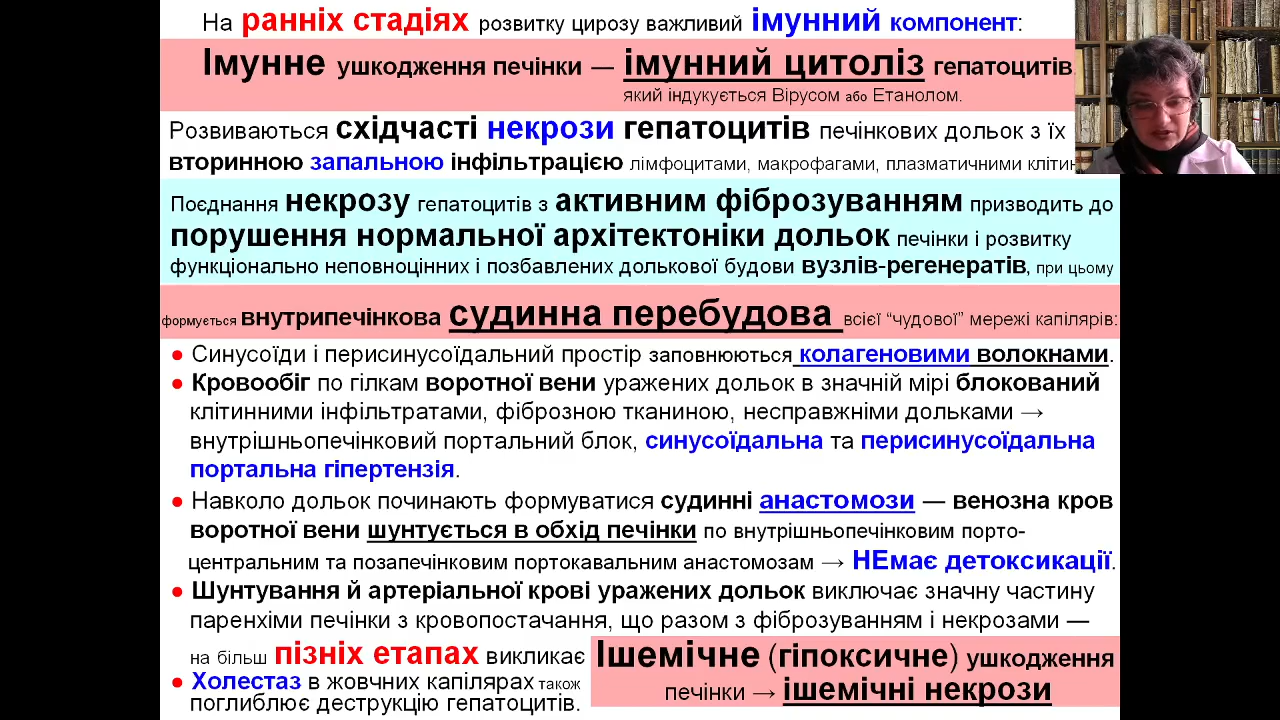 На ранніх стадіях розвитку цирозу важливий імунний компонент:
Імунне ушкодження печінки — імунний цитоліз гепатоцитів
який індукується Вірусом або Етанолом.
Розвиваються східчасті некрози гепатоцитів печінкових дольок з їх
вторинною запальною інфільтрацією лімфоцитами, макрофагами, плазматичними
Поєднання некрозу гепатоцитів з активним фіброзуванням призводить до
порушення нормальної архітектоніки дольок печінки і розвитку
функціонально неповноцінних і позбавлених долькової будови вузлів-регенератів, при цьому
формується внутрипечінкова судинна перебудова всієї “чудової” мережі капілярів:
● Синусоїди і перисинусоїдальний простір заповнюються колагеновими волокнами.
● Кровообіг по гілкам воротної вени уражених дольок в значній мірі блокований
клітинними інфільтратами, фіброзною тканиною, несправжніми дольками →
внутрішньопечінковий портальний блок, синусоїдальна та перисинусоїдальна
портальна гіпертензія.
● Навколо дольок починають формуватися судинні анастомози — венозна кров
воротної вени шунтується в обхід печінки по внутрішньопечінковим порто-
центральним та позапечінковим портокавальним анастомозам → НЕмає детоксикації.
● Шунтування й артеріальної крові уражених дольок виключає значну частину
паренхіми печінки з кровопостачання, що разом з фіброзуванням і некрозами —
на більш пізніх етапах викликає Ішемічне (гіпоксичне) ушкодження
печінки → ішемічні некрози
● Холестаз в жовчних капілярах також
поглиблює деструкцію гепатоцитів.